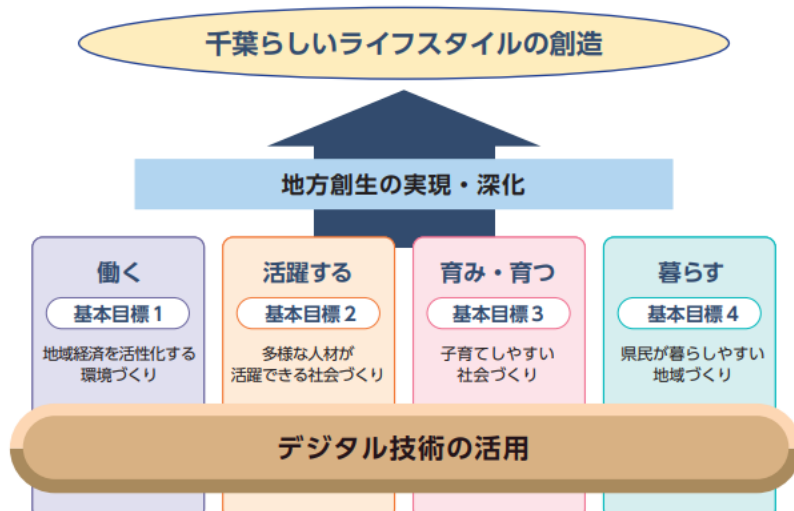 千葉らしいライフスタイルの創造
地方創生の実現・深化
働く
基本目標1
地域経済を活性化する
環境づくり
活躍する
基本目標2
多様な人材が
活躍できる社会づくり
育み・育つ
基本目標3
子育てしやすい
社会づくり
暮らす
基本目標4
県民が暮らしやすい
地域づくり
デジタル技術の活用